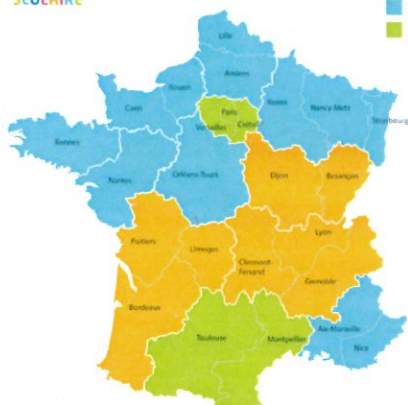 SCOLAIRE
Lille
Amiens
Rouen
Caen
Reims
Nancy-Metz
Strasbourg
Paris
Versailles
Créteil
Rennes
Nantes
Orléans-Tours
Dijon
Besançon
Poitiers
Limoges
Clermont-
Ferrand
Lyon
Grenoble
Bordeaux
Toulouse
Montpellier
Aix-Marseille
Nice